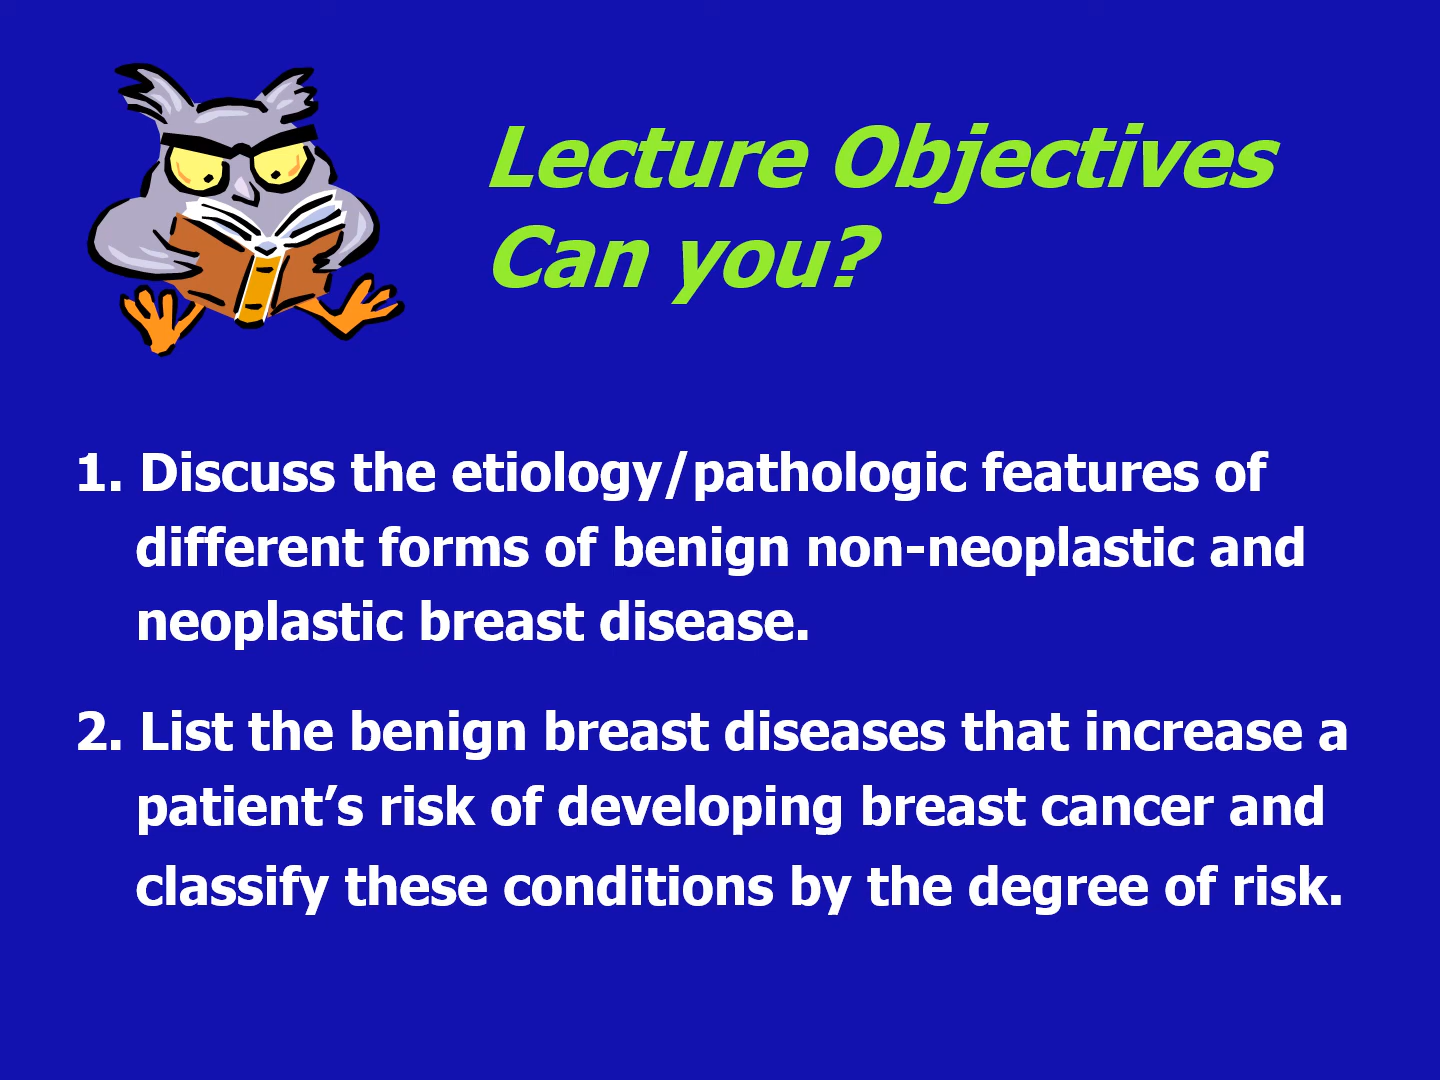 Lecture Objectives
Can you?
1. Discuss the etiology/pathologic features of
different forms of benign non-neoplastic and
neoplastic breast disease.
2. List the benign breast diseases that increase a
patient’s risk of developing breast cancer and
classify these conditions by the degree of risk.